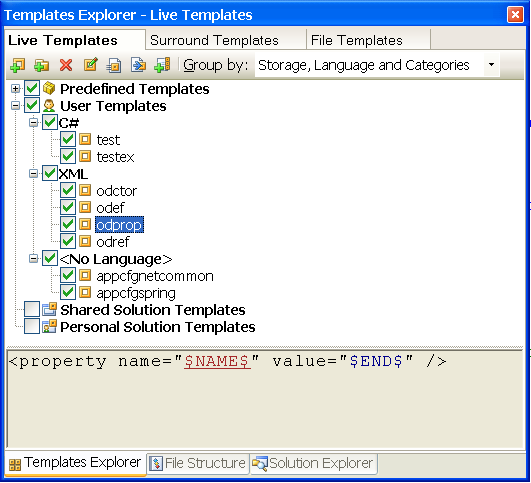 Templates Explorer - Live Templates
Live Templates Surround Templates File Templates
Group by: Storage, Language and Categories
Predefined Templates
User Templates
C#
test
testex
XML
odctor
odef
odprop
odref
<No Language>
appcfgnetcommon
appcfgspring
Shared Solution Templates
Personal Solution Templates
<property name="$NAME$" value="$END$" />
Templates Explorer File Structure Solution Explorer